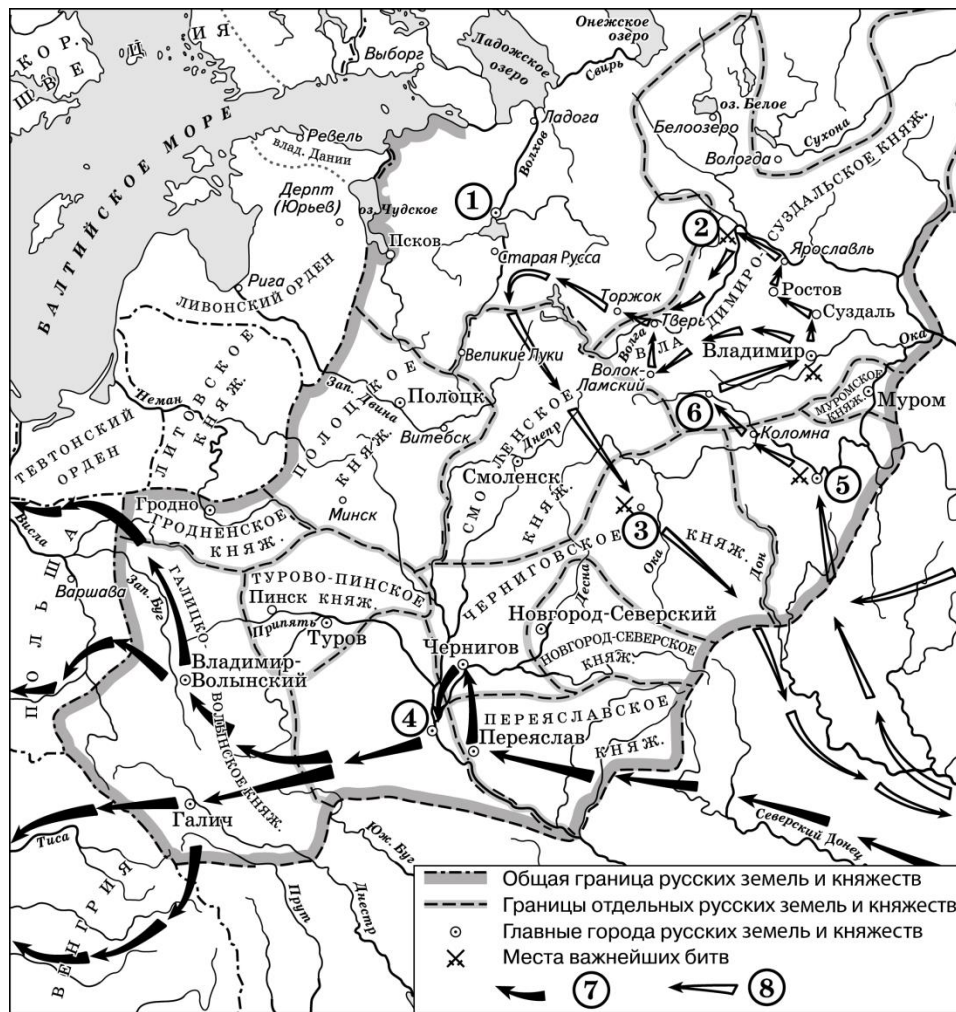 ШВЕЦИЯ
КОР.
Выборг
Ладожское
озеро
Онежское
озеро
Свирь
оз. Белое
Белоозеро
Вологда
Сухона
Ладога
Волхов
БАЛТИЙСКОЕ МОРЕ
Ревель
влад. Дании
Дерпт
(Юрьев)
оз. Чудское
Псков
1
Старая Русса
2
ВЛАДИМИРО-СУЗДАЛЬСКОЕ КНЯЖ.
Ярославль
Ростов
Суздаль
Рига
ЛИВОНСКИЙ ОРДЕН
Торжок
Тверь
Волга
Волок-
Ламский
Владимир
Ока
Великие Луки
МУРОМСКОЕ
КНЯЖ.
Муром
Неман
Зап. Двина
ЛИТОВСКОЕ
КНЯЖ.
ПОЛОЦКОЕ
КНЯЖ.
Полоцк
Витебск
6
Коломна
ТЕВТОНСКИЙ
ОРДЕН
СМОЛЕНСКОЕ
КНЯЖ.
Днепр
Смоленск
5
Гродно
ГРОДНЕНСКОЕ
КНЯЖ.
Минск
3
Висла
Варшава
ПОЛЬША
Зап. Буг
ГАЛИЦКО-
ВОЛЫНСКОЕ КНЯЖ.
ТУРОВО-ПИНСКОЕ
КНЯЖ.
Пинск
Припять
Туров
ЧЕРНИГОВСКОЕ
КНЯЖ.
Десна
Ока
Дон
Новгород-Северский
НОВГОРОД-СЕВЕРСКОЕ
КНЯЖ.
Владимир-
Волынский
Чернигов
4
ПЕРЕЯСЛАВСКОЕ
КНЯЖ.
Переяслав
Галич
Тиса
Северский Донец
ВЕНГРИЯ
Прут
Днестр
Юж. Буг
Общая граница русских земель и княжеств
Границы отдельных русских земель и княжеств
Главные города русских земель и княжеств
Места важнейших битв
7
8